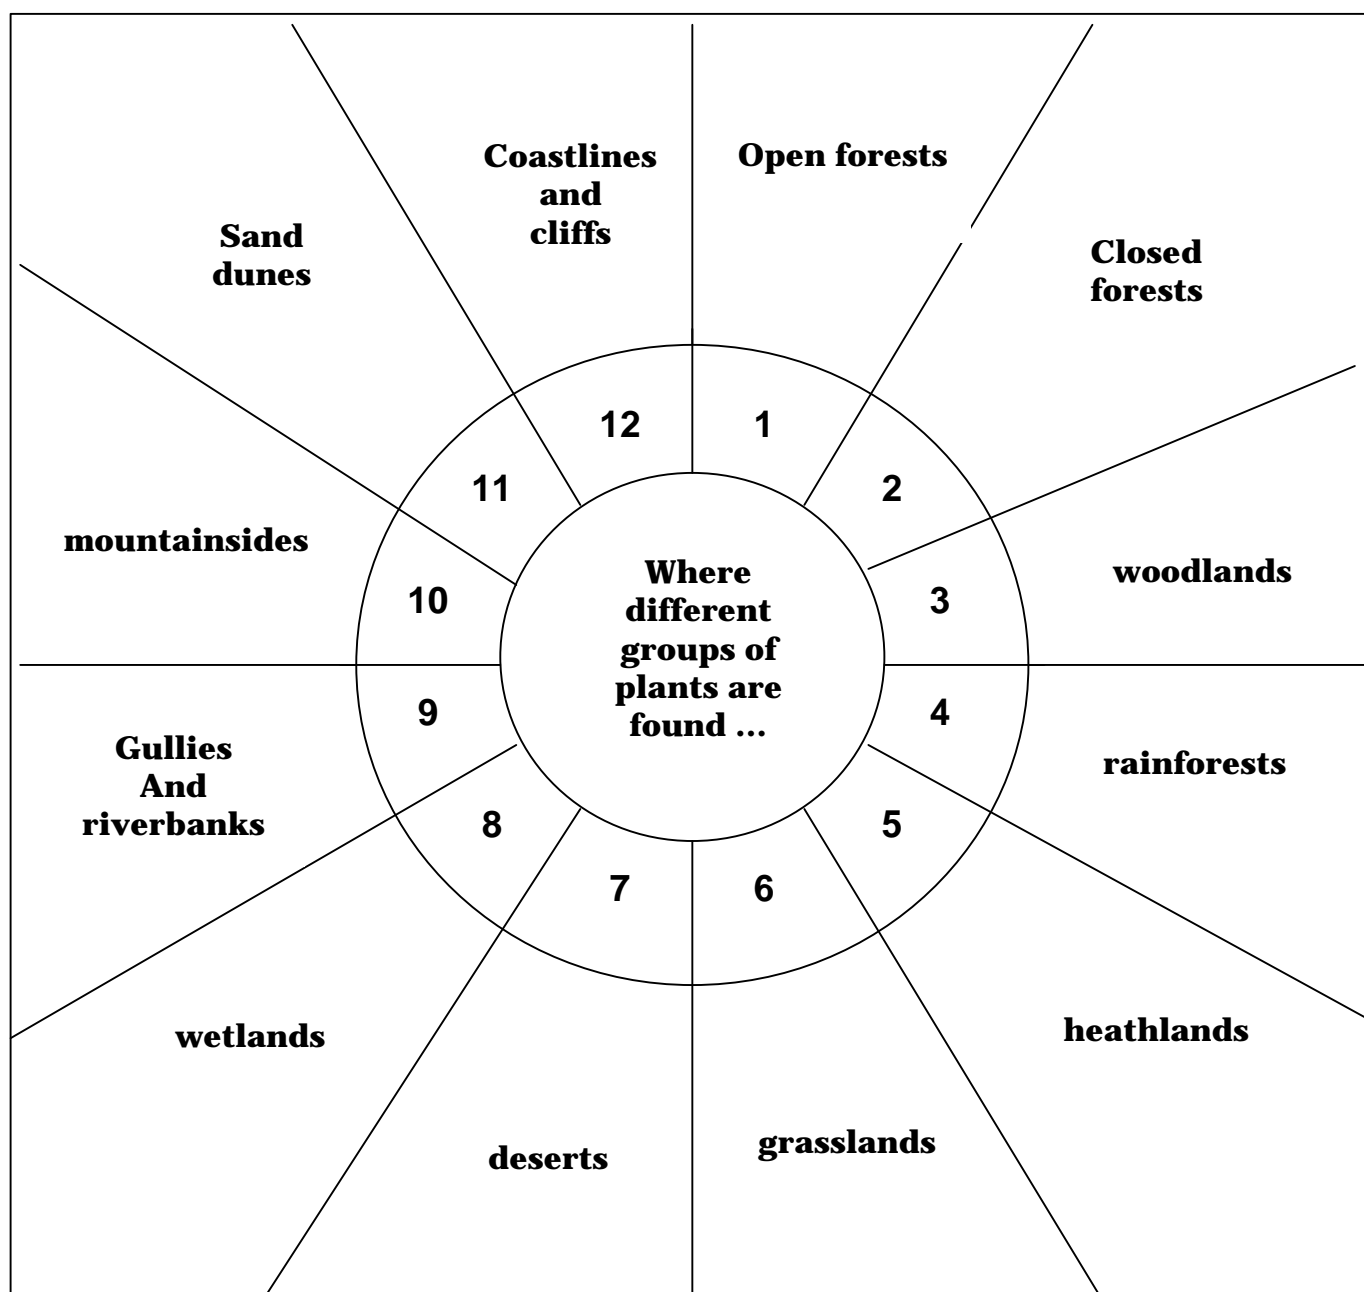 Where
different
groups of
plants are
found ...
1
Open forests
2
Closed
forests
3
woodlands
4
rainforests
5
heathlands
6
grasslands
7
deserts
8
wetlands
9
Gullies
And
riverbanks
10
mountainsides
11
Sand
dunes
12
Coastlines
and
cliffs